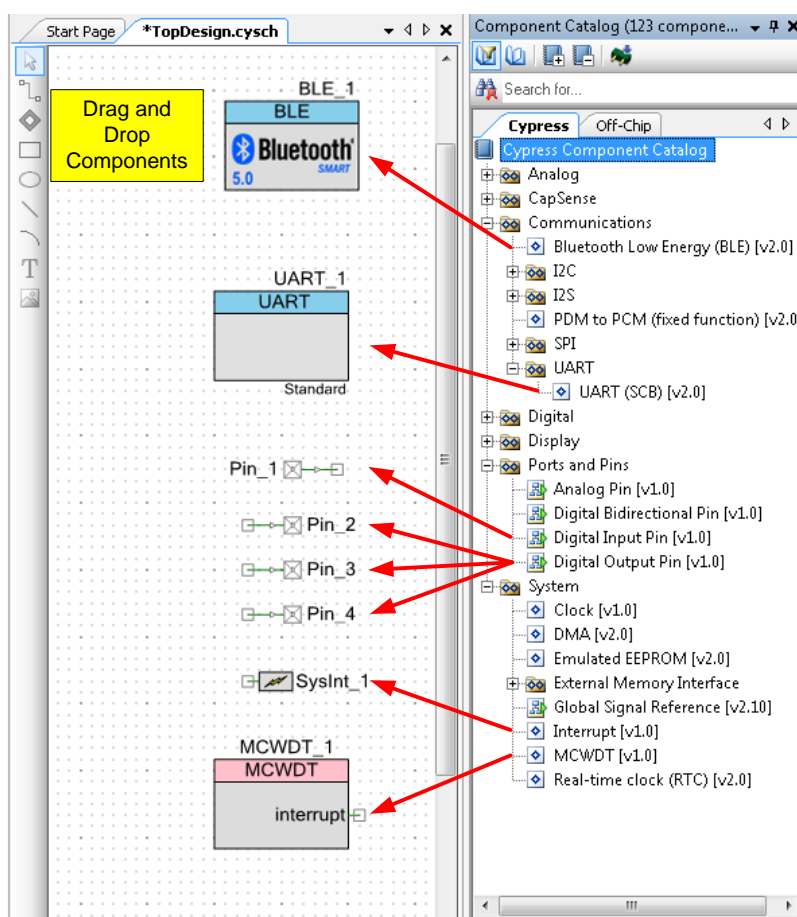 Start Page
*TopDesign.cysch
Drag and
Drop
Components
BLE_1
BLE
Bluetooth
SMART
5.0
UART_1
UART
Standard
Pin_1
Pin_2
Pin_3
Pin_4
SysInt_1
MCWDT_1
MCWDT
interrupt
Component Catalog (123 compone...
Search for...
Cypress
Off-Chip
Cypress Component Catalog
Analog
CapSense
Communications
Bluetooth Low Energy (BLE) [v2.0]
I2C
I2S
PDM to PCM (fixed function) [v2.0
SPI
UART
UART (SCB) [v2.0]
Digital
Display
Ports and Pins
Analog Pin [v1.0]
Digital Bidirectional Pin [v1.0]
Digital Input Pin [v1.0]
Digital Output Pin [v1.0]
System
Clock [v1.0]
DMA [v2.0]
Emulated EEPROM [v2.0]
External Memory Interface
Global Signal Reference [v2.10]
Interrupt [v1.0]
MCWDT [v1.0]
Real-time clock (RTC) [v2.0]